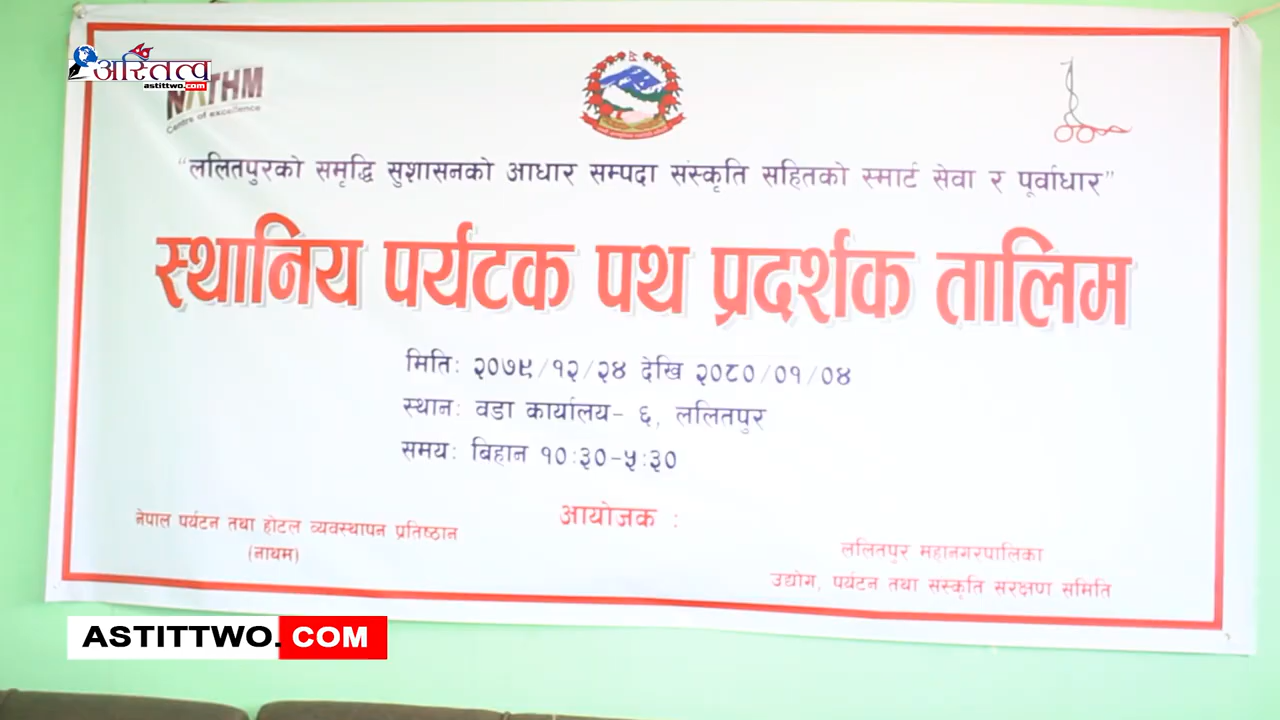 अस्तित्व
astittwo.com
NATHM
Centre of excellence
“ललितपुरको समृद्धि सुशासनको आधार सम्पदा संस्कृति सहितको स्मार्ट सेवा र पूर्वाधार”
स्थानिय पर्यटक पथ प्रदर्शक तालिम
मिति: २०७९/१२/२४ देखि २०८०/०१/०४
स्थान: वडा कार्यालय- ६, ललितपुर
समय: बिहान १०:३०-५:३०
आयोजक :
नेपाल पर्यटन तथा होटल व्यवस्थापन प्रतिष्ठान
(नाथम)
ललितपुर महानगरपालिका
उद्योग, पर्यटन तथा संस्कृति सरक्षण समिति
ASTITTWO. COM